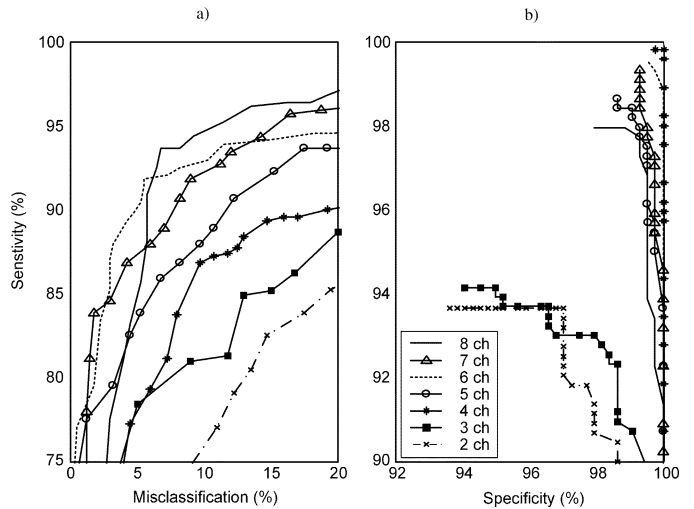 a)
b)
100
95
90
85
80
75
0
5
10
15
20
Senstivity (%)
Misclassification (%)
100
98
96
94
92
90
92
94
96
98
100
Specificity (%)
8 ch
7 ch
6 ch
5 ch
4 ch
3 ch
2 ch